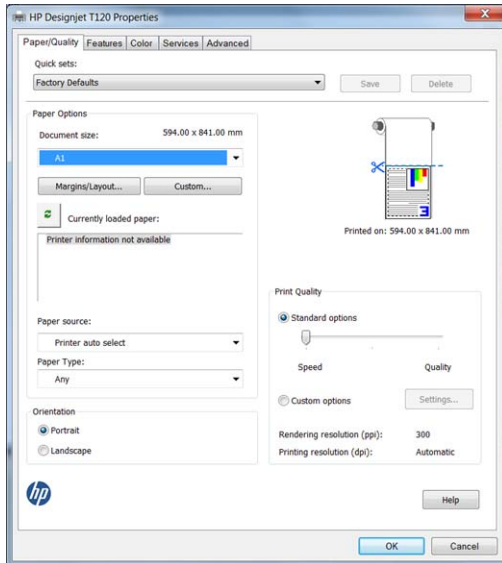 HP Designjet T120 Properties
Paper/Quality Features Color Services Advanced
Quick sets:
Factory Defaults
Save Delete
Paper Options
Document size: 594.00 x 841.00 mm
A1
Margins/Layout... Custom...
Currently loaded paper:
Printer information not available
Paper source:
Printer auto select
Paper Type:
Any
Orientation
Portrait
Landscape
hp
3
Printed on: 594.00 x 841.00 mm
Print Quality
Standard options
Speed Quality
Custom options Settings...
Rendering resolution (ppi): 300
Printing resolution (dpi): Automatic
Help
OK Cancel